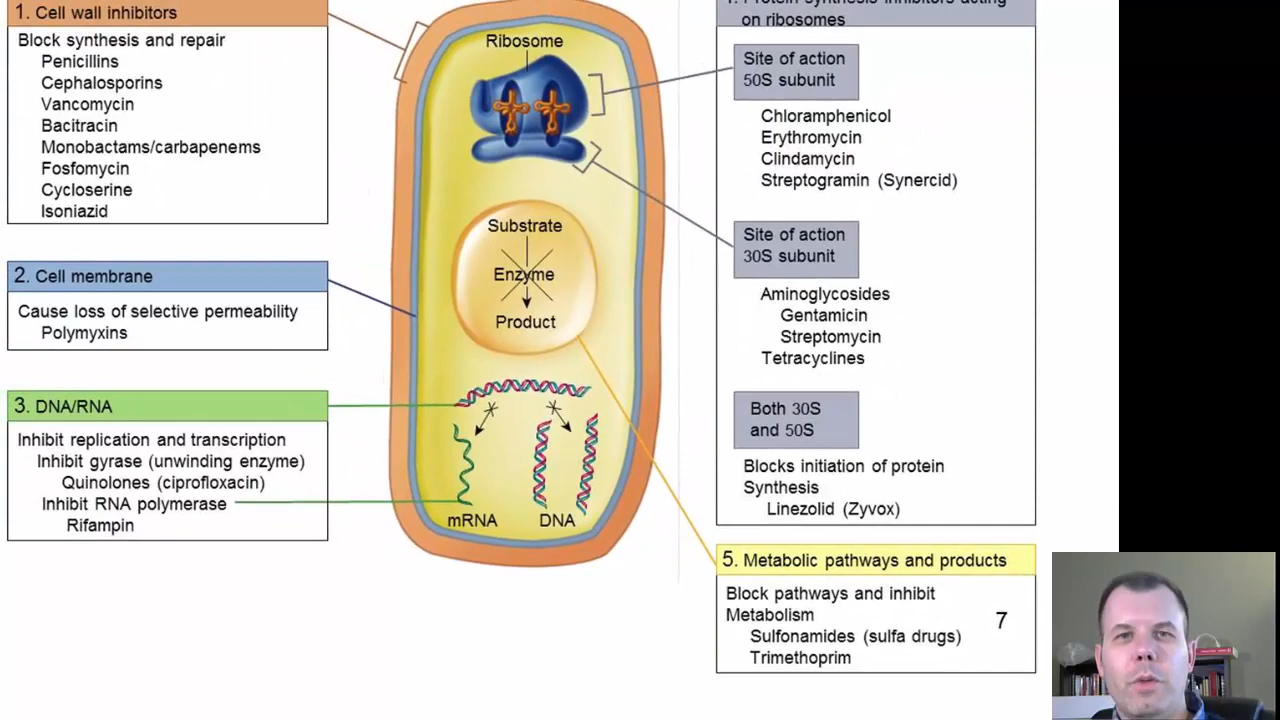 1. Cell wall inhibitors
Block synthesis and repair
Penicillins
Cephalosporins
Vancomycin
Bacitracin
Monobactams/carbapenems
Fosfomycin
Cycloserine
Isoniazid
2. Cell membrane
Cause loss of selective permeability
Polymyxins
3. DNA/RNA
Inhibit replication and transcription
Inhibit gyrase (unwinding enzyme)
Quinolones (ciprofloxacin)
Inhibit RNA polymerase
Rifampin
Ribosome
Substrate
Enzyme
Product
mRNA
DNA
Protein synthesis inhibitors acting
on ribosomes
Site of action
50S subunit
Chloramphenicol
Erythromycin
Clindamycin
Streptogramin (Synercid)
Site of action
30S subunit
Aminoglycosides
Gentamicin
Streptomycin
Tetracyclines
Both 30S
and 50S
Blocks initiation of protein
Synthesis
Linezolid (Zyvox)
5. Metabolic pathways and products
Block pathways and inhibit
Metabolism
Sulfonamides (sulfa drugs)
Trimethoprim
7